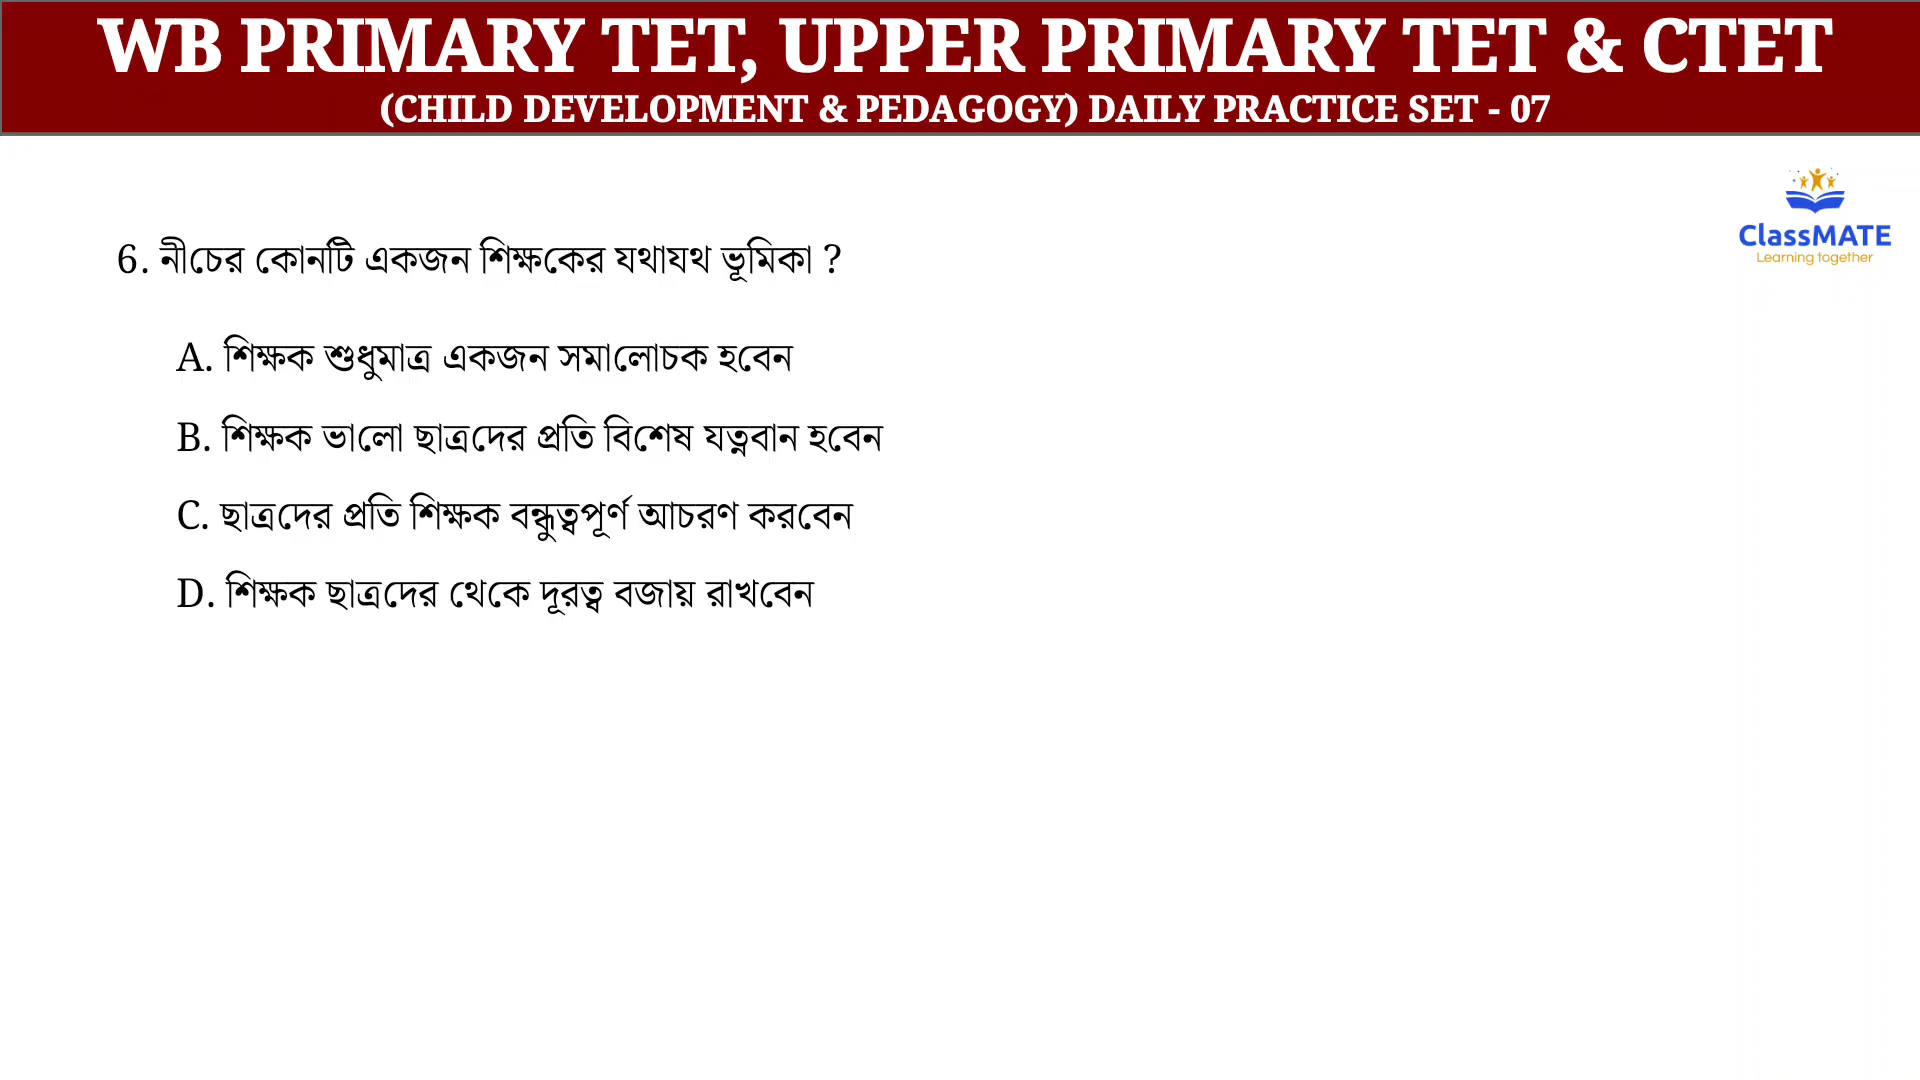 WB PRIMARY TET, UPPER PRIMARY TET & CTET
(CHILD DEVELOPMENT & PEDAGOGY) DAILY PRACTICE SET - 07
ClassMATE
Learning together
6. নীচের কোনটি একজন শিক্ষকের যথাযথ ভূমিকা ?
A. শিক্ষক শুধুমাত্র একজন সমালোচক হবেন
B. শিক্ষক ভালো ছাত্রদের প্রতি বিশেষ যত্নবান হবেন
C. ছাত্রদের প্রতি শিক্ষক বন্ধুত্বপূর্ণ আচরণ করবেন
D. শিক্ষক ছাত্রদের থেকে দূরত্ব বজায় রাখবেন